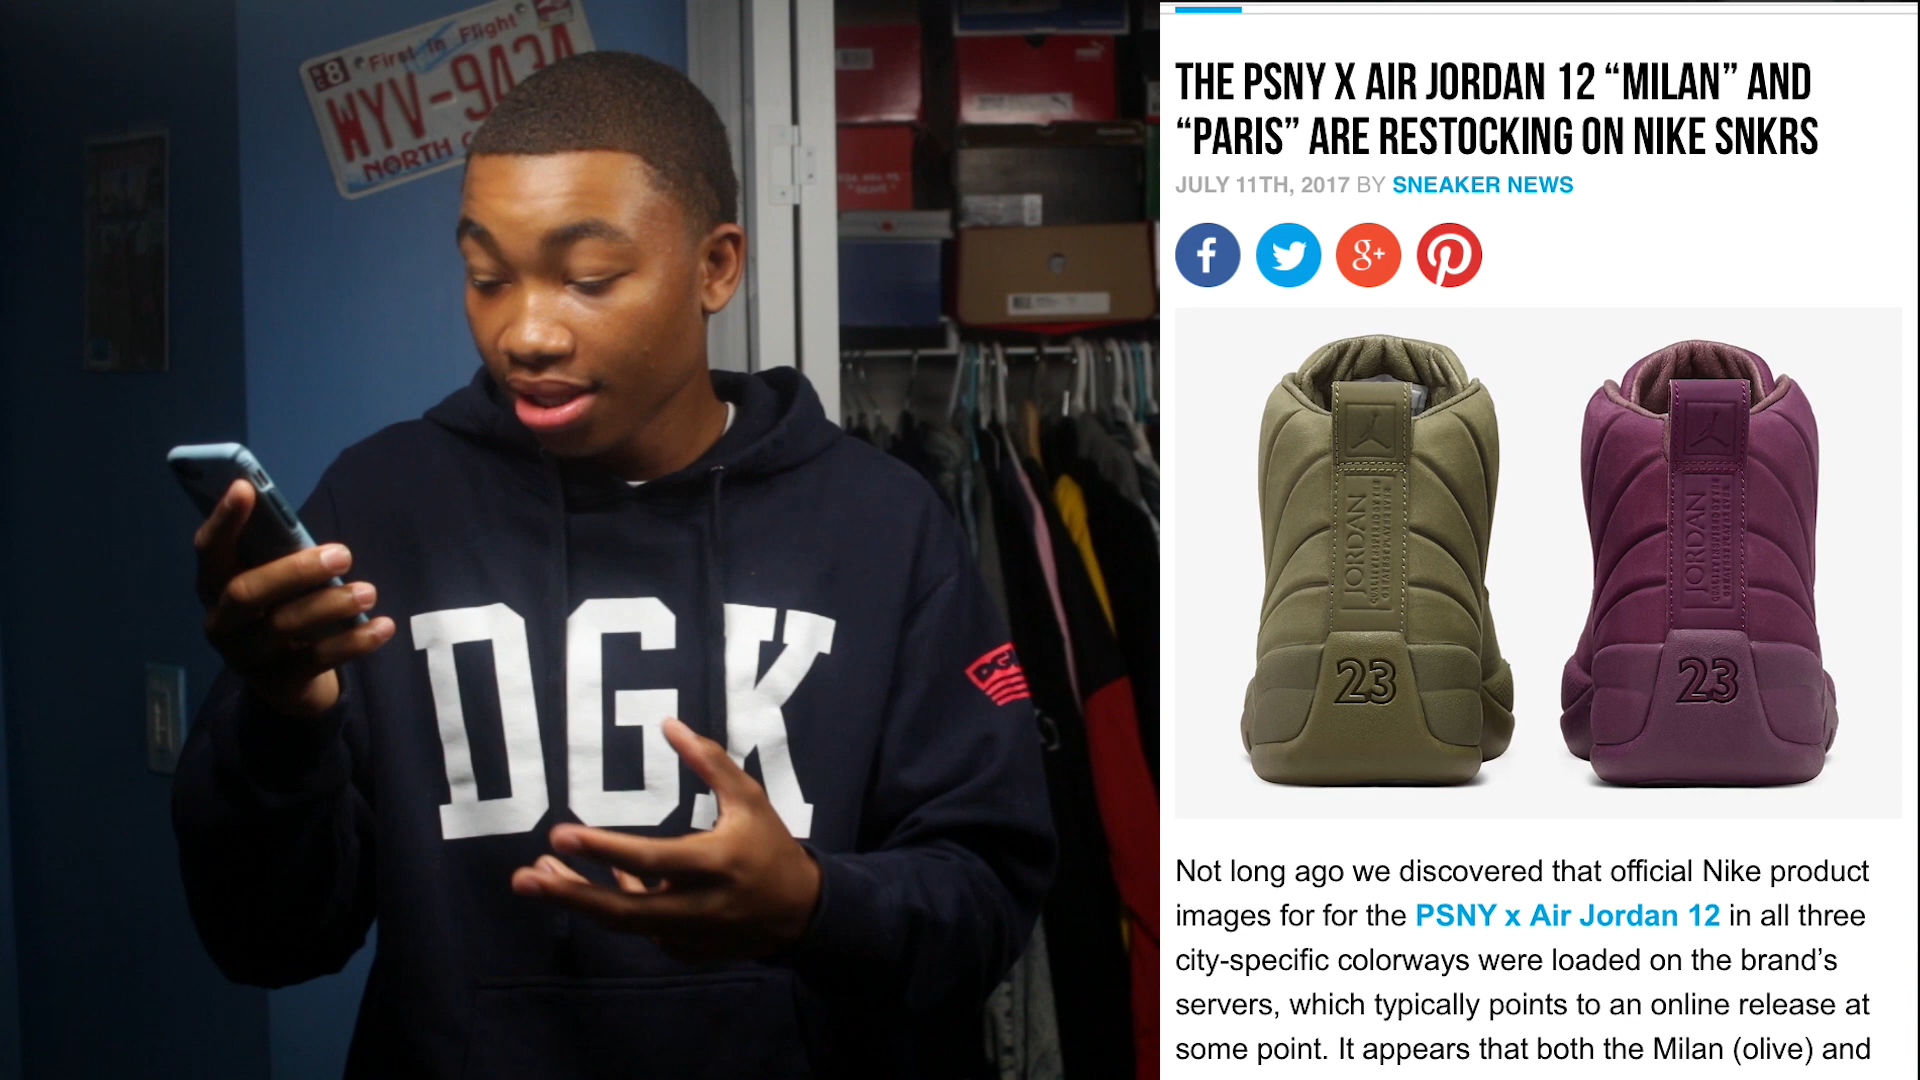 8
First in Flight
WYV-9434
NORTH
DGK
DGK
THE PSNY X AIR JORDAN 12 “MILAN” AND
“PARIS” ARE RESTOCKING ON NIKE SNKRS
JULY 11TH, 2017 BY SNEAKER NEWS
f
g+
JORDAN
23
JORDAN
23
Not long ago we discovered that official Nike product
images for for the PSNY x Air Jordan 12 in all three
city-specific colorways were loaded on the brand’s
servers, which typically points to an online release at
some point. It appears that both the Milan (olive) and